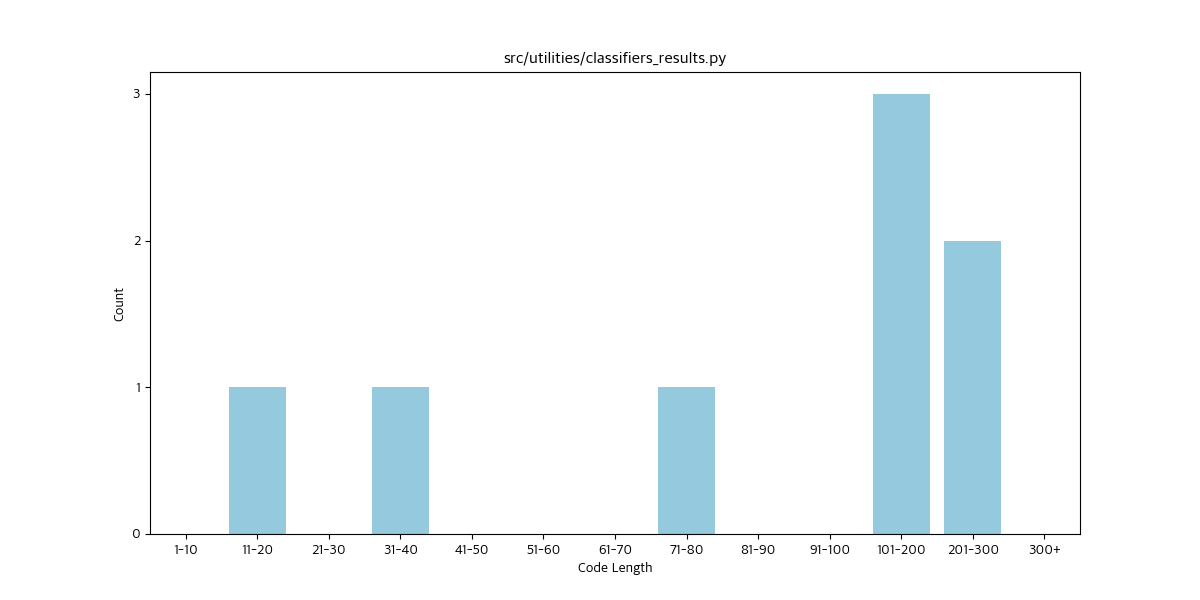 src/utilities/classifiers_results.py
Count
3
2
1
0
1-10 11-20 21-30 31-40 41-50 51-60 61-70 71-80 81-90 91-100 101-200 201-300 300+
Code Length